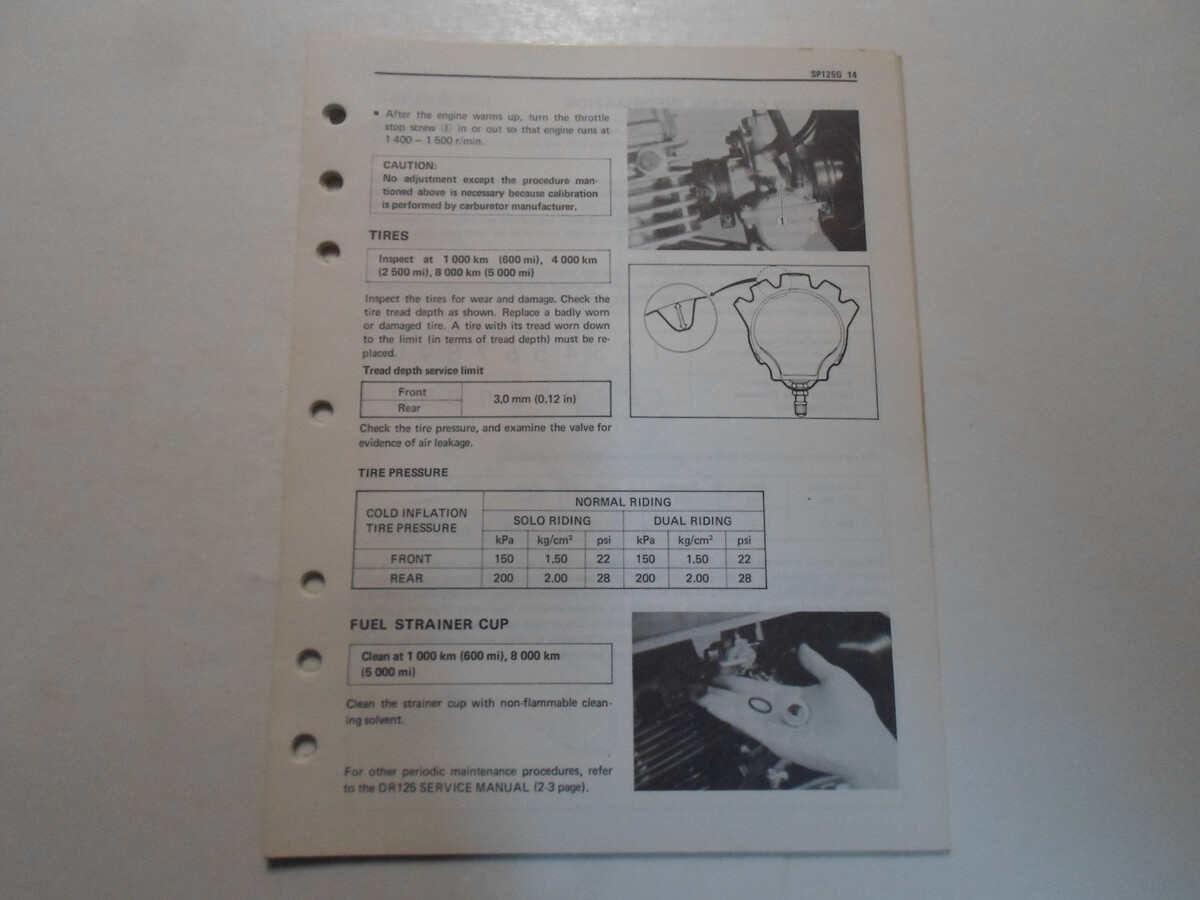 SP125G 14
• After the engine warms up, turn the throttle
stop screw ① in or out so that engine runs at
1 400 – 1 500 r/min.
CAUTION:
No adjustment except the procedure man-
tioned above is necessary because calibration
is performed by carburetor manufacturer.
①
TIRES
Inspect at 1 000 km (600 mi), 4 000 km
(2 500 mi), 8 000 km (5 000 mi)
Inspect the tires for wear and damage. Check the
tire tread depth as shown. Replace a badly worn
or damaged tire. A tire with its tread worn down
to the limit (in terms of tread depth) must be re-
placed.
Tread depth service limit
Front
Rear
3.0 mm (0.12 in)
Check the tire pressure, and examine the valve for
evidence of air leakage.
TIRE PRESSURE
COLD INFLATION
TIRE PRESSURE
NORMAL RIDING
SOLO RIDING DUAL RIDING
kPa kg/cm² psi kPa kg/cm² psi
FRONT 150 1.50 22 150 1.50 22
REAR 200 2.00 28 200 2.00 28
FUEL STRAINER CUP
Clean at 1 000 km (600 mi), 8 000 km
(5 000 mi)
Clean the strainer cup with non-flammable clean-
ing solvent.
For other periodic maintenance procedures, refer
to the DR125 SERVICE MANUAL (2-3 page).